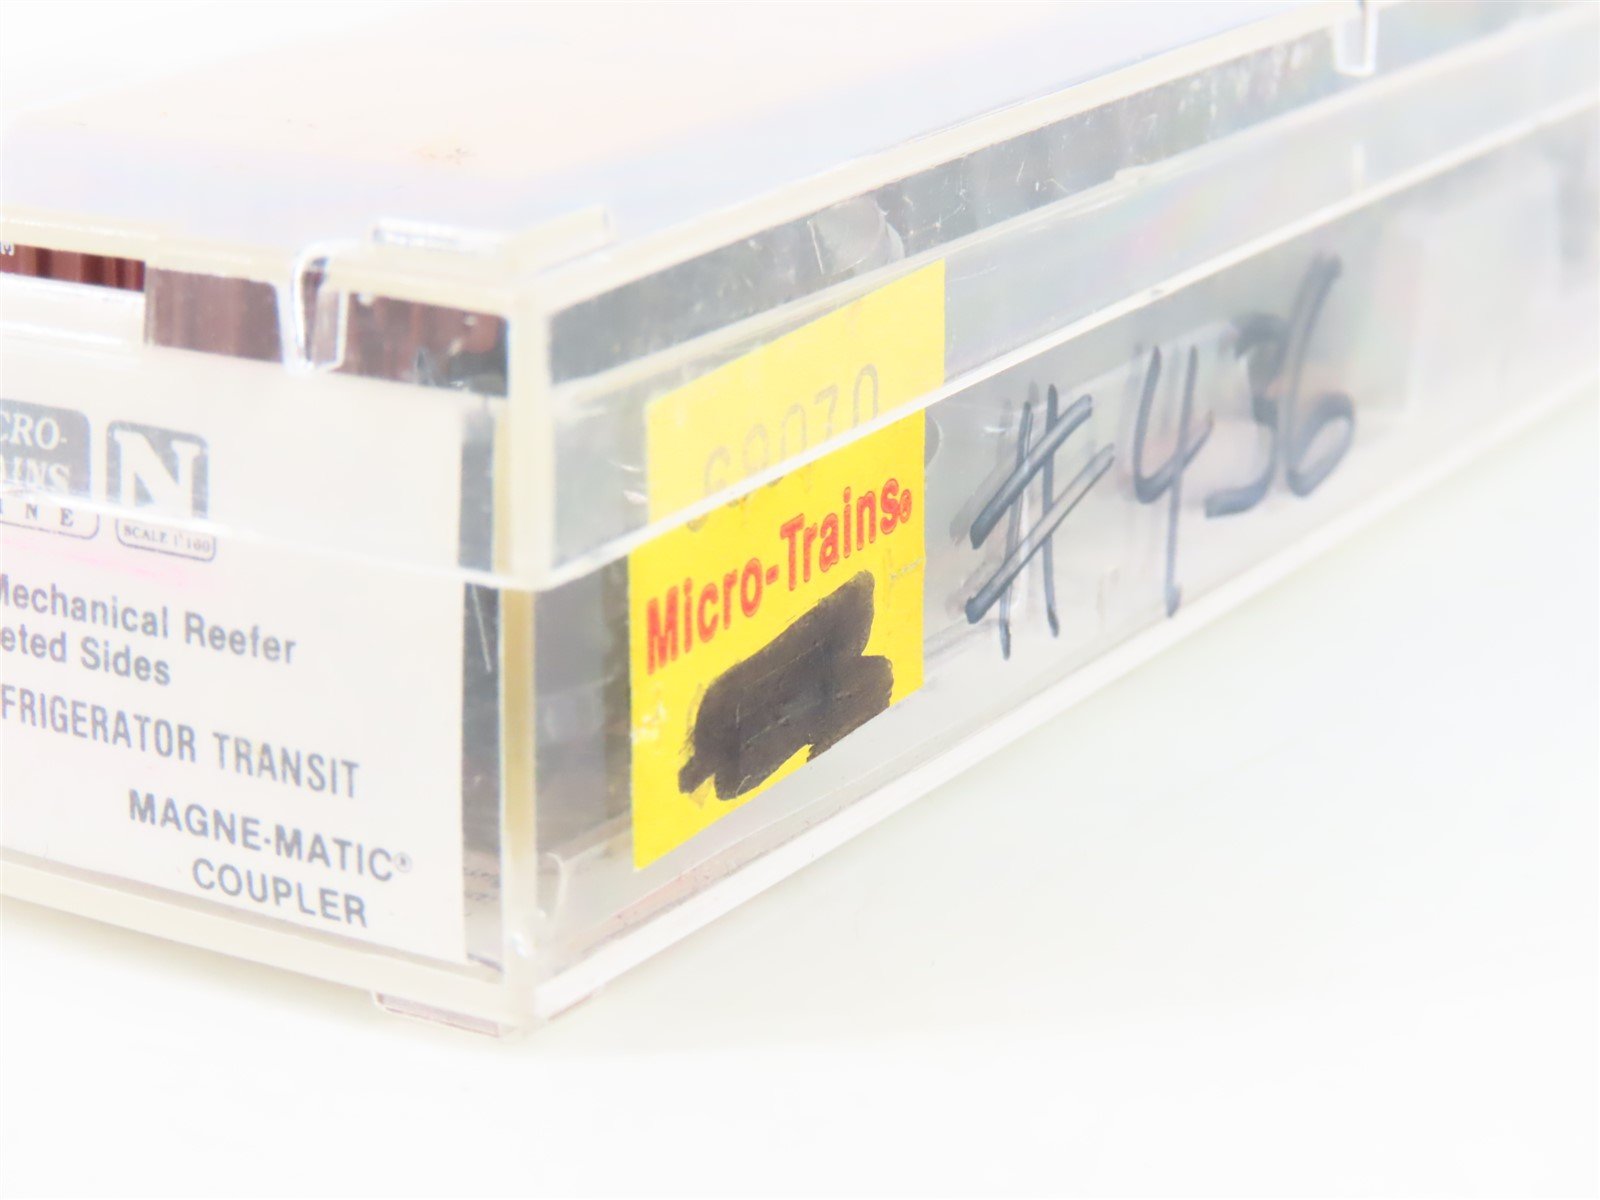 CRO-
AINS
I N E
N
SCALE 1:160
Mechanical Reefer
eted Sides
FRIGERATOR TRANSIT
MAGNE-MATIC®
COUPLER
69070
Micro-Trains®
#436